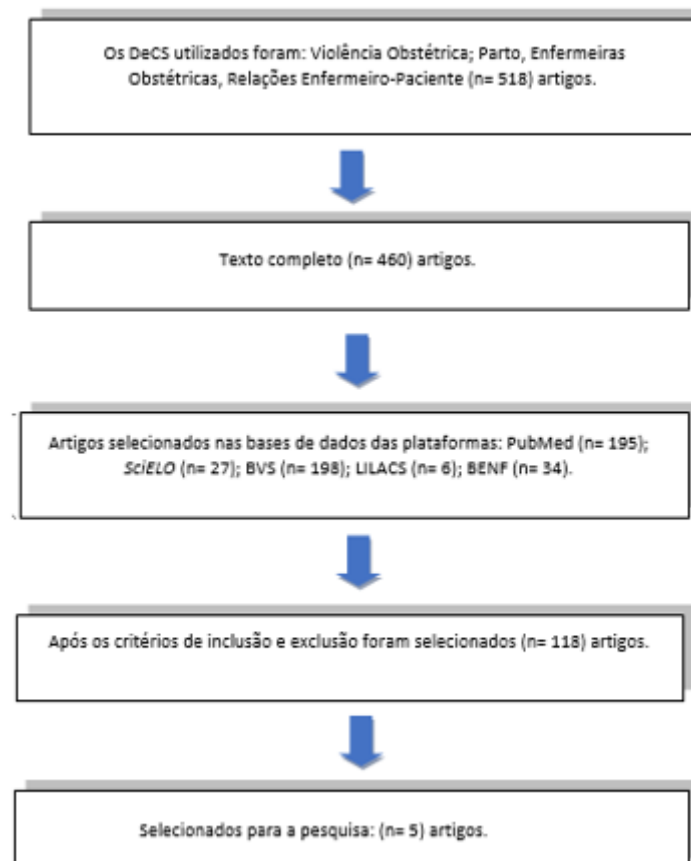 Os DeCS utilizados foram: Violência Obstétrica; Parto, Enfermeiras
Obstétricas, Relações Enfermeiro-Paciente (n= 518) artigos.
Texto completo (n= 460) artigos.
Artigos selecionados nas bases de dados das plataformas: PubMed (n= 195);
SciELO (n= 27); BVS (n= 198); LILACS (n= 6); BENF (n= 34).
Após os critérios de inclusão e exclusão foram selecionados (n= 118) artigos.
Selecionados para a pesquisa: (n= 5) artigos.